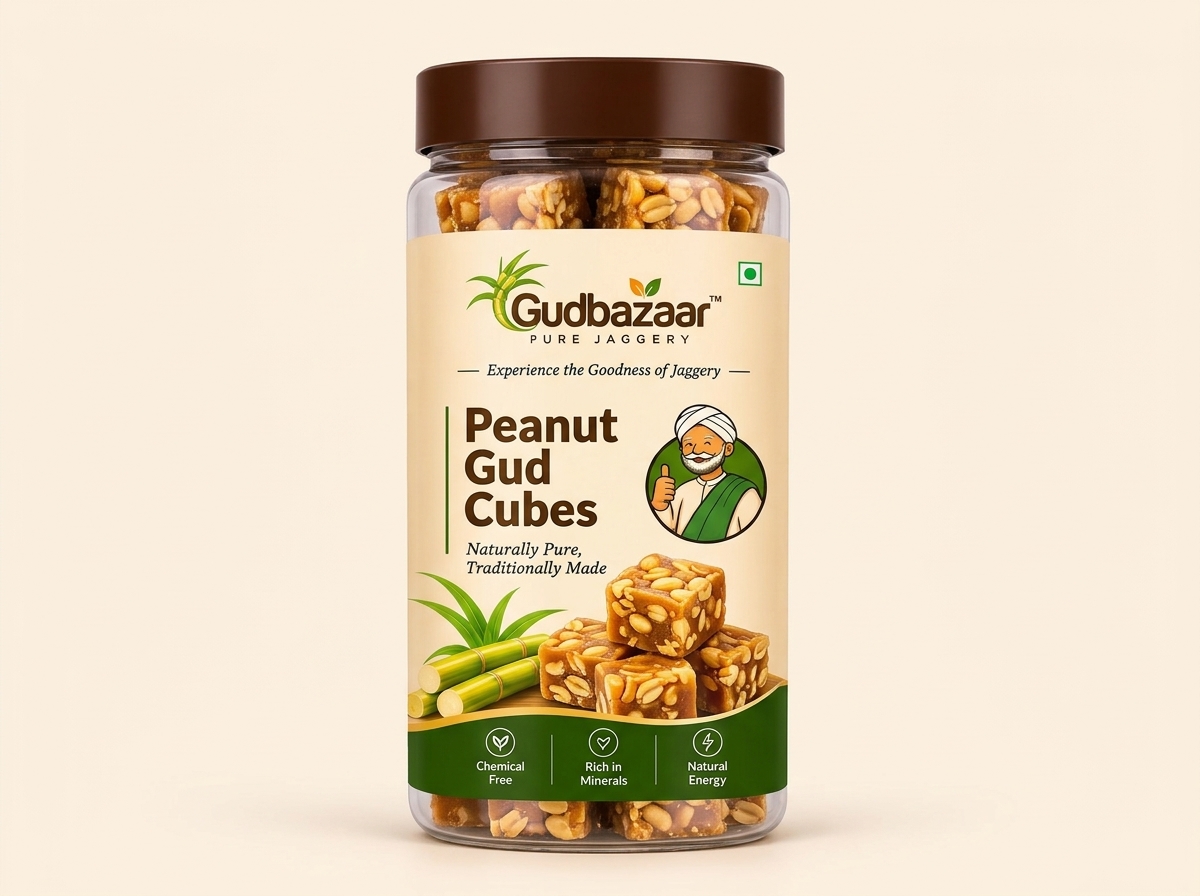 Gudbazaar™
PURE JAGGERY
Experience the Goodness of Jaggery
Peanut
Gud
Cubes
Naturally Pure,
Traditionally Made
Chemical
Free
Rich in
Minerals
Natural
Energy